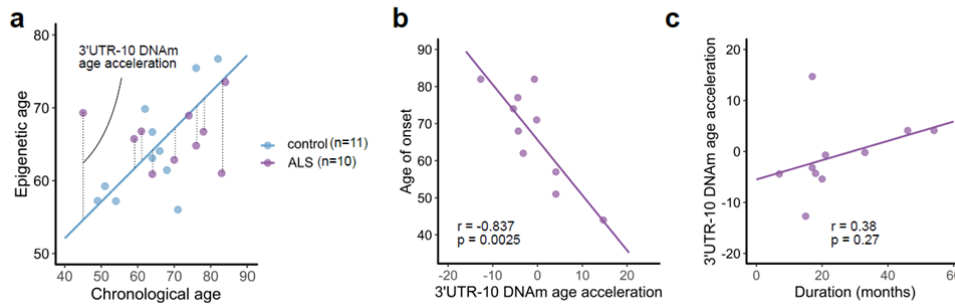 a
80
70
60
50
Epigenetic age
3'UTR-10 DNAm
age acceleration
40 50 60 70 80 90
Chronological age
control (n=11)
ALS (n=10)
b
90
80
70
60
50
40
Age of onset
r = -0.837
p = 0.0025
-20 -10 0 10 20
3'UTR-10 DNAm age acceleration
c
20
10
0
-10
-20
3'UTR-10 DNAm age acceleration
r = 0.38
p = 0.27
0 20 40 60
Duration (months)